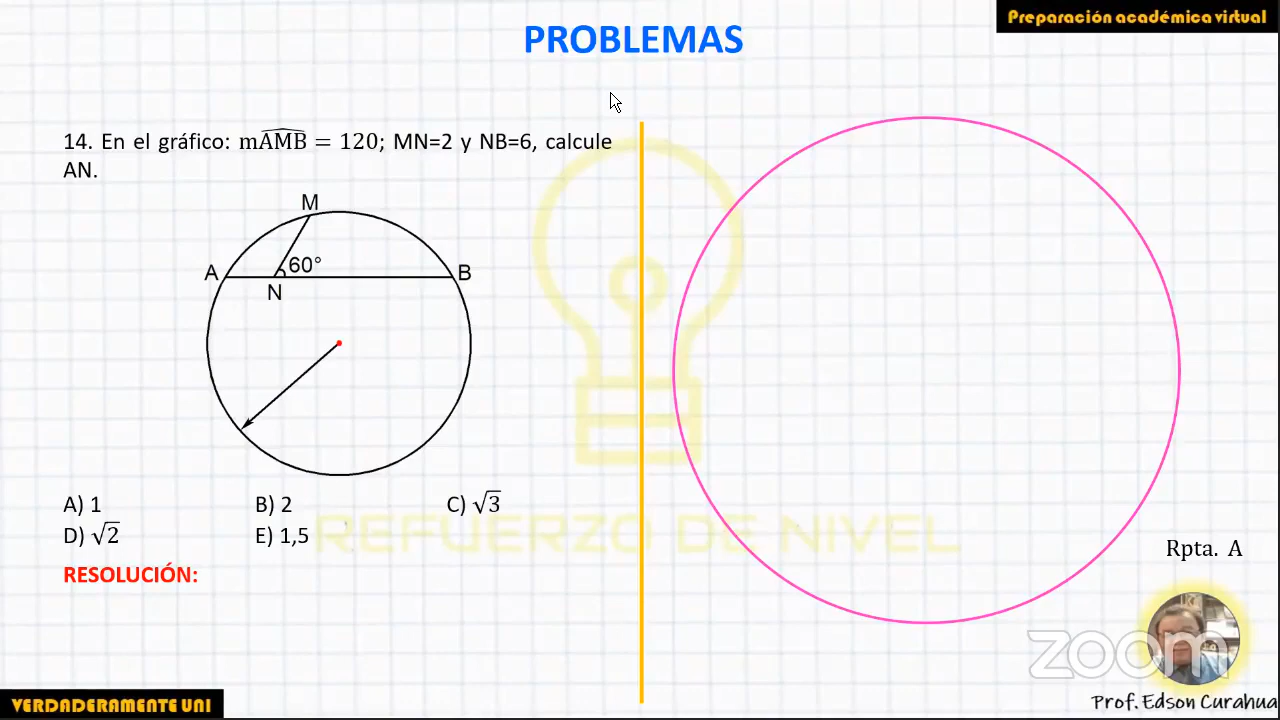 Preparación académica virtual
PROBLEMAS
14. En el gráfico: mAMB = 120; MN=2 y NB=6, calcule
AN.
M
A
60°
B
N
A) 1
B) 2
C) √3
D) √2
E) 1,5
REFUERZO DE NIVEL
RESOLUCIÓN:
Rpta. A
zoom
VERDADERAMENTE UNI
Prof. Edson Curahua